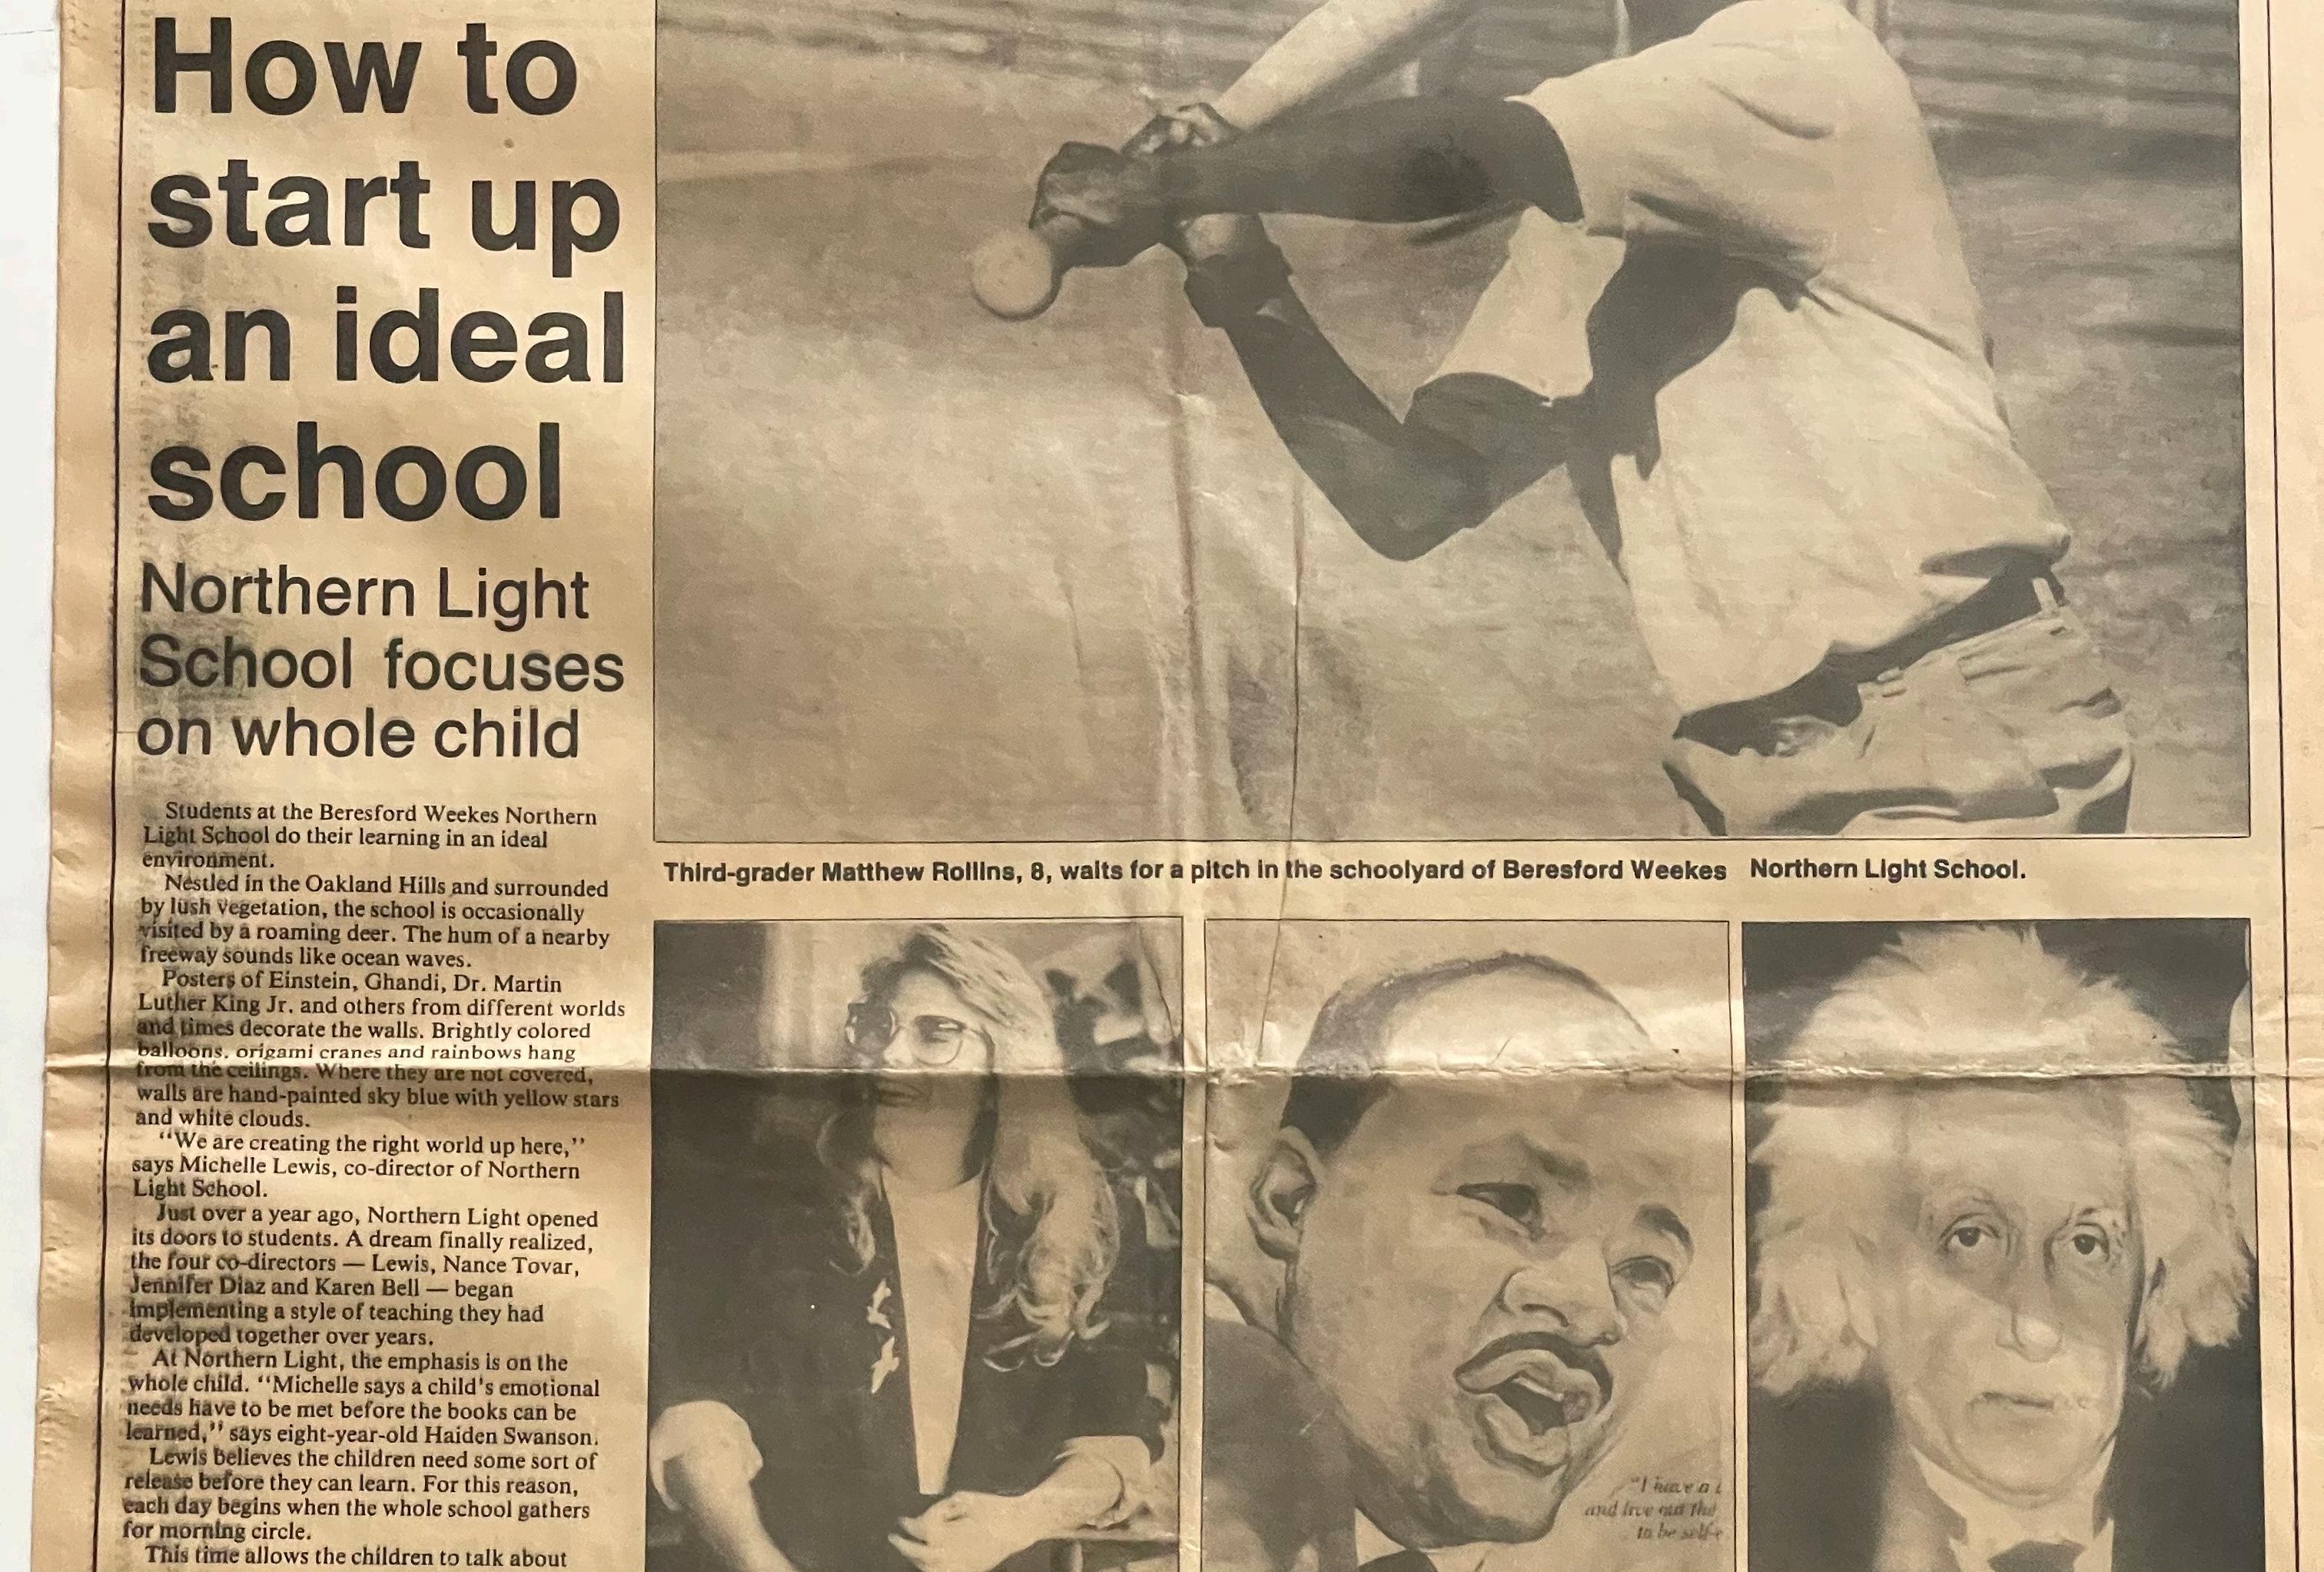 How to
start up
an ideal
school
Northern Light
School focuses
on whole child
Students at the Beresford Weekes Northern
Light School do their learning in an ideal
environment.
Nestled in the Oakland Hills and surrounded
by lush vegetation, the school is occasionally
visited by a roaming deer. The hum of a nearby
freeway sounds like ocean waves.
Posters of Einstein, Ghandi, Dr. Martin
Luther King Jr. and others from different worlds
and times decorate the walls. Brightly colored
balloons, origami cranes and rainbows hang
from the ceilings. Where they are not covered,
walls are hand-painted sky blue with yellow stars
and white clouds.
“We are creating the right world up here,”
says Michelle Lewis, co-director of Northern
Light School.
Just over a year ago, Northern Light opened
its doors to students. A dream finally realized,
the four co-directors — Lewis, Nance Tovar,
Jennifer Diaz and Karen Bell — began
implementing a style of teaching they had
developed together over years.
At Northern Light, the emphasis is on the
whole child. “Michelle says a child's emotional
needs have to be met before the books can be
learned,” says eight-year-old Haiden Swanson.
Lewis believes the children need some sort of
release before they can learn. For this reason,
each day begins when the whole school gathers
for morning circle.
This time allows the children to talk about
Third-grader Matthew Rollins, 8, waits for a pitch in the schoolyard of Beresford Weekes Northern Light School.
"I have a
and live out
to be self-e